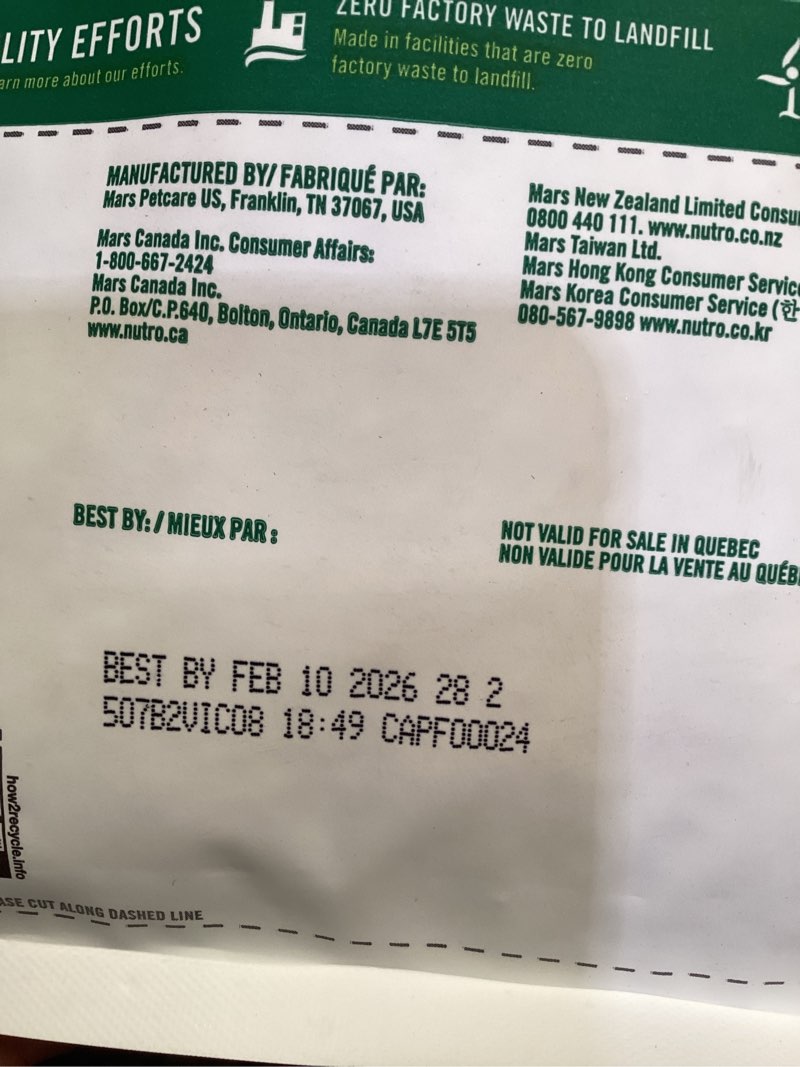 LITY EFFORTS
arn more about our efforts.
ZERO FACTORY WASTE TO LANDFILL
Made in facilities that are zero
factory waste to landfill.
MANUFACTURED BY/ FABRIQUÉ PAR:
Mars Petcare US, Franklin, TN 37067, USA
Mars Canada Inc. Consumer Affairs:
1-800-667-2424
Mars Canada Inc.
P.O. Box/C.P.640, Bolton, Ontario, Canada L7E 5T5
www.nutro.ca
Mars New Zealand Limited Consu
0800 440 111. www.nutro.co.nz
Mars Taiwan Ltd.
Mars Hong Kong Consumer Service
Mars Korea Consumer Service (한
080-567-9898 www.nutro.co.kr
BEST BY: / MIEUX PAR :
NOT VALID FOR SALE IN QUEBEC
NON VALIDE POUR LA VENTE AU QUÉB
BEST BY FEB 10 2026 28 2
507B2VIC08 18:49 CAPF00024
how2recycle.info
ASE CUT ALONG DASHED LINE